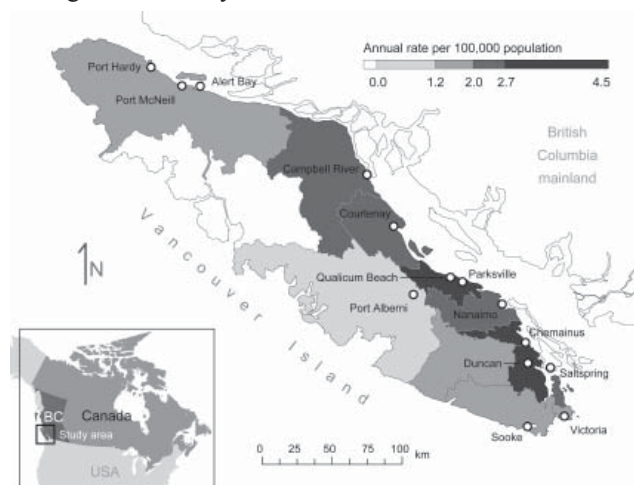 Annual rate per 100,000 population
0.0 1.2 2.0 2.7 4.5
Port Hardy
Alert Bay
Port McNeill
British
Columbia
mainland
Campbell River
Courtenay
Vancouver Island
N
Qualicum Beach
Parksville
Port Alberni
Nanaimo
Chemainus
Duncan
Saltspring
Sooke
Victoria
BC
Canada
Study area
USA
0 25 50 75 100
km